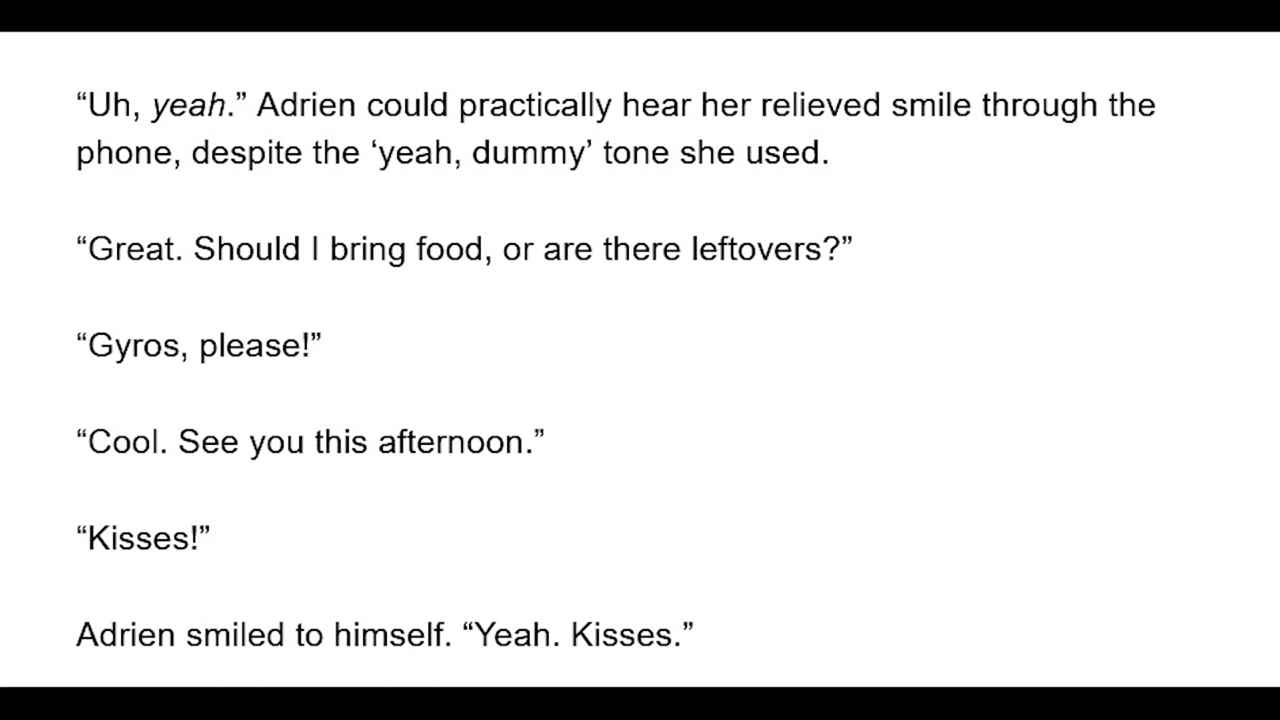 “Uh, yeah.” Adrien could practically hear her relieved smile through the
phone, despite the ‘yeah, dummy’ tone she used.
“Great. Should I bring food, or are there leftovers?”
“Gyros, please!”
“Cool. See you this afternoon.”
“Kisses!”
Adrien smiled to himself. “Yeah. Kisses.”